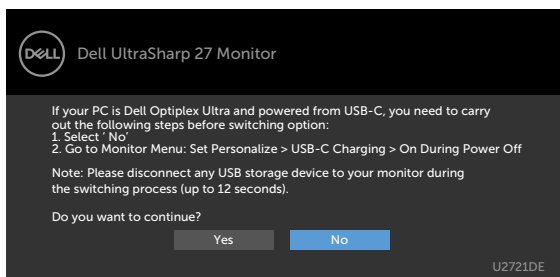 DELL
Dell UltraSharp 27 Monitor
If your PC is Dell Optiplex Ultra and powered from USB-C, you need to carry
out the following steps before switching option:
1. Select ‘ No’
2. Go to Monitor Menu: Set Personalize > USB-C Charging > On During Power Off
Note: Please disconnect any USB storage device to your monitor during
the switching process (up to 12 seconds).
Do you want to continue?
Yes No
U2721DE